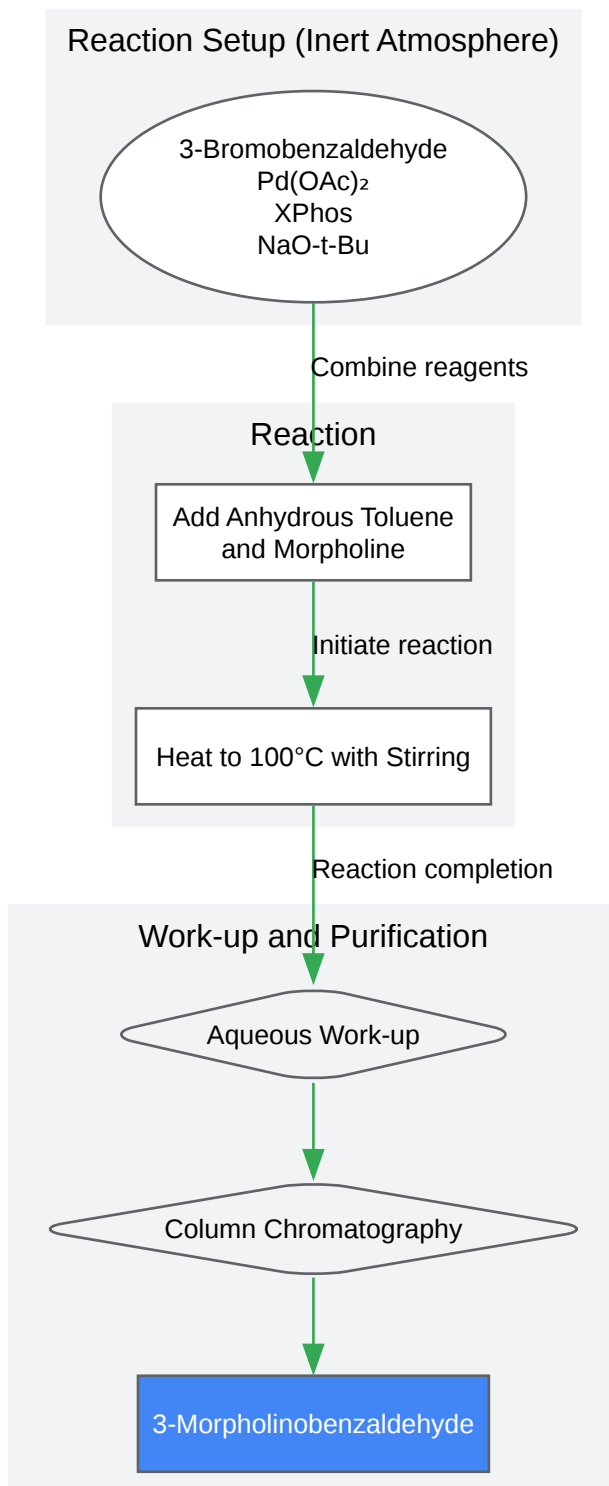 Reaction Setup (Inert Atmosphere)
3-Bromobenzaldehyde
Pd(OAc)₂
XPhos
NaO-t-Bu
Combine reagents
Reaction
Add Anhydrous Toluene
and Morpholine
Initiate reaction
Heat to 100°C with Stirring
Reaction completion
Work-up and Purification
Aqueous Work-up
Column Chromatography
3-Morpholinobenzaldehyde